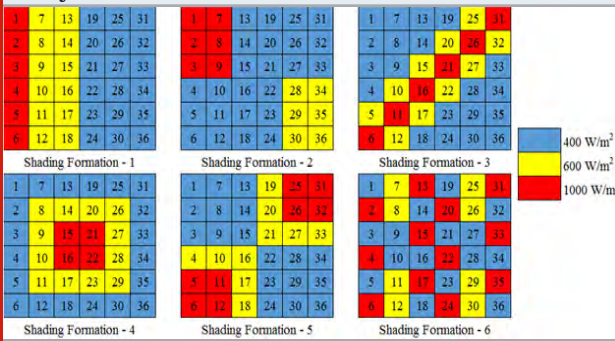 1 7 13 19 25 31 1 7 13 19 25 31 1 7 13 19 25 31
2 8 14 20 26 32 2 8 14 20 26 32 2 8 14 20 26 32
3 9 15 21 27 33 3 9 15 21 27 33 3 9 15 21 27 33
4 10 16 22 28 34 4 10 16 22 28 34 4 10 16 22 28 34
5 11 17 23 29 35 5 11 17 23 29 35 5 11 17 23 29 35
6 12 18 24 30 36 6 12 18 24 30 36 6 12 18 24 30 36
Shading Formation - 1 Shading Formation - 2 Shading Formation - 3
400 W/m²
600 W/m²
1000 W/m
1 7 13 19 25 31 1 7 13 19 25 31 1 7 13 19 25 31
2 8 14 20 26 32 2 8 14 20 26 32 2 8 14 20 26 32
3 9 15 21 27 33 3 9 15 21 27 33 3 9 15 21 27 33
4 10 16 22 28 34 4 10 16 22 28 34 4 10 16 22 28 34
5 11 17 23 29 35 5 11 17 23 29 35 5 11 17 23 29 35
6 12 18 24 30 36 6 12 18 24 30 36 6 12 18 24 30 36
Shading Formation - 4 Shading Formation - 5 Shading Formation - 6